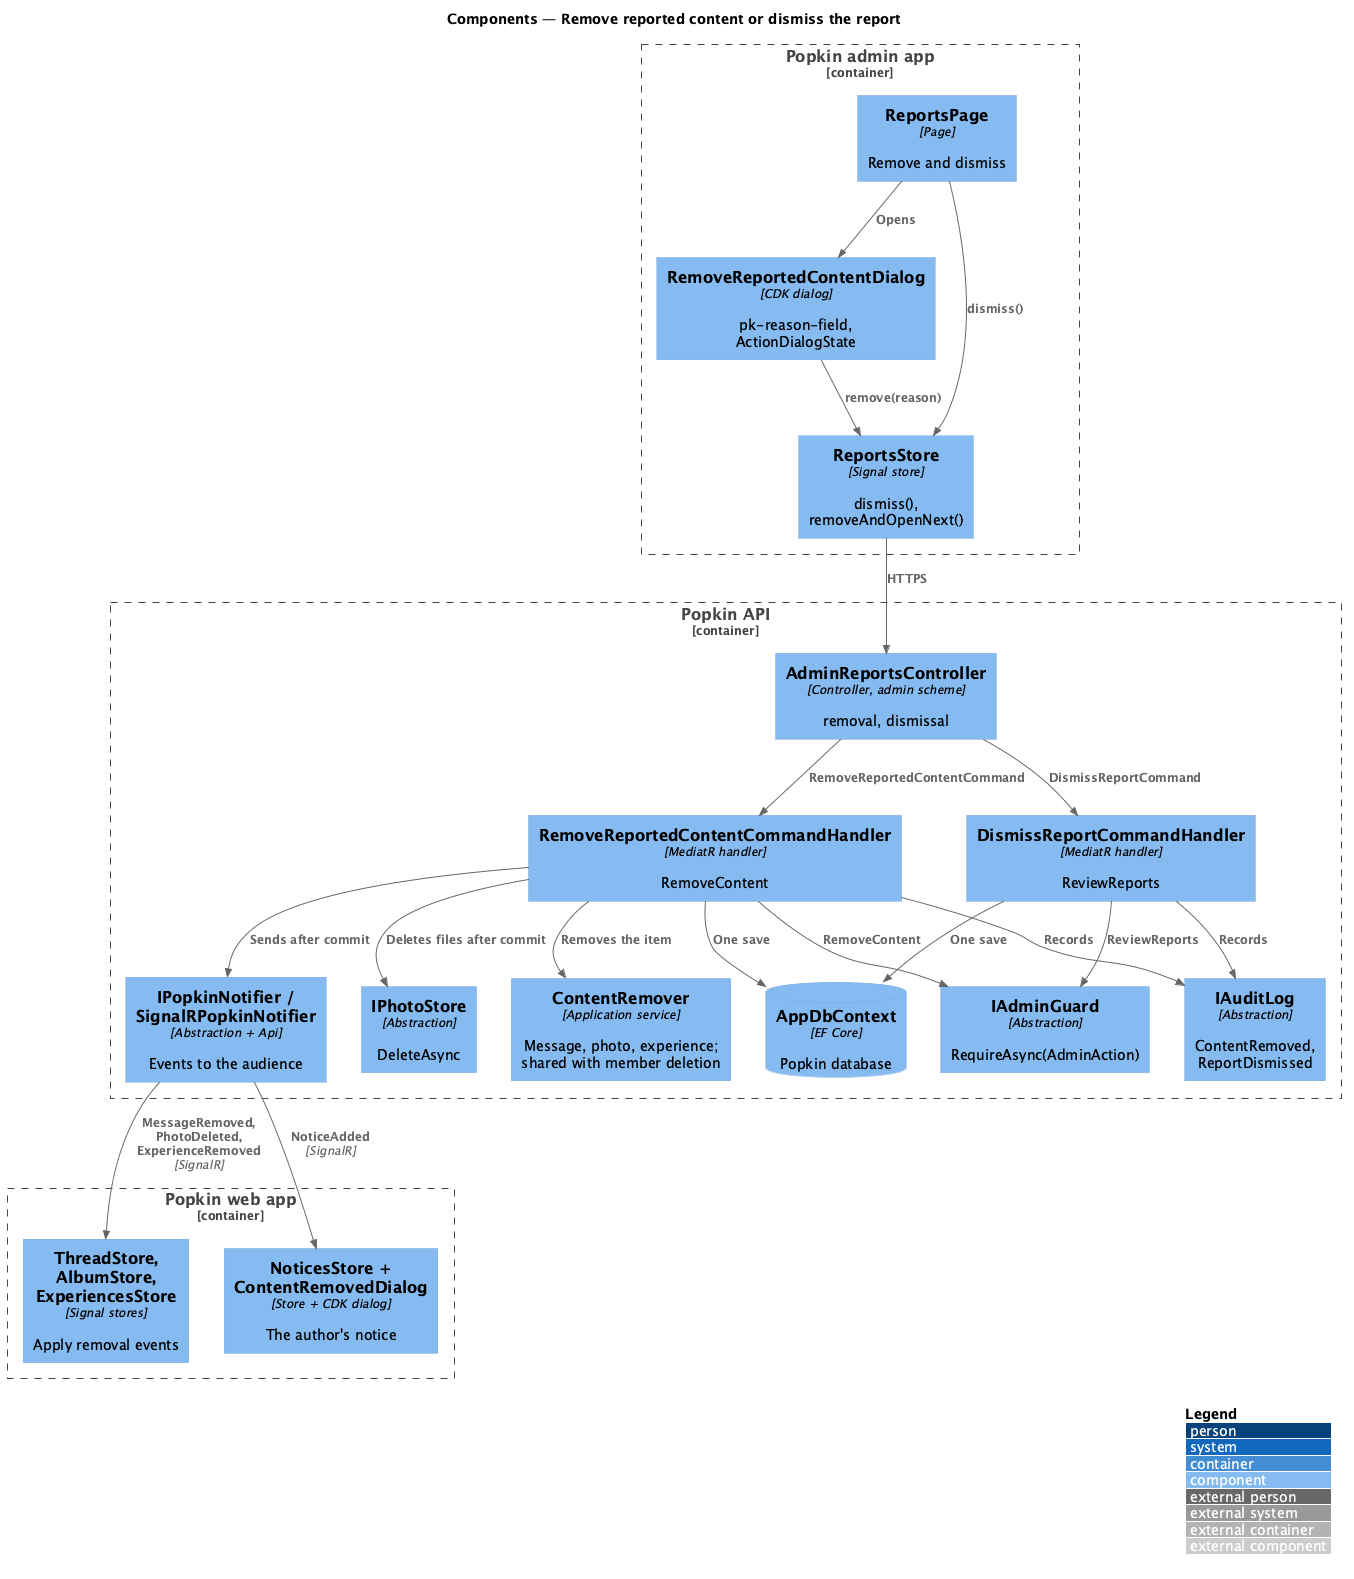 Components — Remove reported content or dismiss the report
Popkin admin app
[container]
ReportsPage
[Page]
Remove and dismiss
Opens
dismiss()
RemoveReportedContentDialog
[CDK dialog]
pk-reason-field,
ActionDialogState
remove(reason)
ReportsStore
[Signal store]
dismiss(),
removeAndOpenNext()
HTTPS
Popkin API
[container]
AdminReportsController
[Controller, admin scheme]
removal, dismissal
RemoveReportedContentCommand
DismissReportCommand
RemoveReportedContentCommandHandler
[MediatR handler]
RemoveContent
DismissReportCommandHandler
[MediatR handler]
ReviewReports
Sends after commit
Deletes files after commit
Removes the item
One save
RemoveContent
One save
Records
ReviewReports
Records
IPopkinNotifier /
SignalRPopkinNotifier
[Abstraction + Api]
Events to the audience
IPhotoStore
[Abstraction]
DeleteAsync
ContentRemover
[Application service]
Message, photo, experience;
shared with member deletion
AppDbContext
[EF Core]
Popkin database
IAdminGuard
[Abstraction]
RequireAsync(AdminAction)
IAuditLog
[Abstraction]
ContentRemoved,
ReportDismissed
MessageRemoved,
PhotoDeleted,
ExperienceRemoved
[SignalR]
NoticeAdded
[SignalR]
Popkin web app
[container]
ThreadStore,
AlbumStore,
ExperiencesStore
[Signal stores]
Apply removal events
NoticesStore +
ContentRemovedDialog
[Store + CDK dialog]
The author's notice
Legend
person
system
container
component
external person
external system
external container
external component